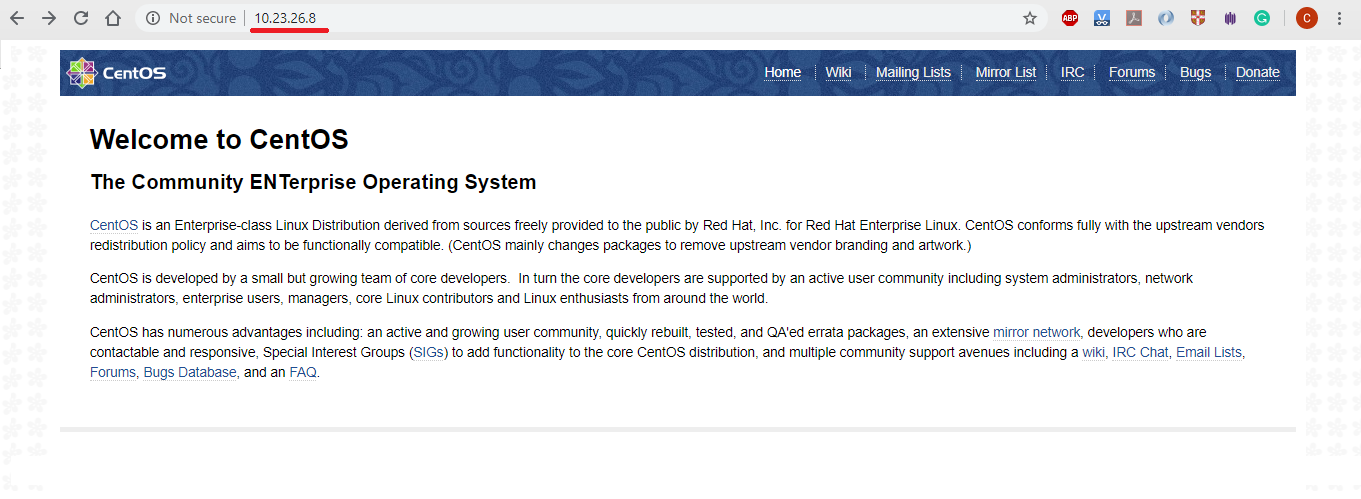 Not secure 10.23.26.8 ABP C
CentOS Home Wiki Mailing Lists Mirror List IRC Forums Bugs Donate
Welcome to CentOS
The Community ENTerprise Operating System
CentOS is an Enterprise-class Linux Distribution derived from sources freely provided to the public by Red Hat, Inc. for Red Hat Enterprise Linux. CentOS conforms fully with the upstream vendors
redistribution policy and aims to be functionally compatible. (CentOS mainly changes packages to remove upstream vendor branding and artwork.)
CentOS is developed by a small but growing team of core developers.  In turn the core developers are supported by an active user community including system administrators, network
administrators, enterprise users, managers, core Linux contributors and Linux enthusiasts from around the world.
CentOS has numerous advantages including: an active and growing user community, quickly rebuilt, tested, and QA'ed errata packages, an extensive mirror network, developers who are
contactable and responsive, Special Interest Groups (SIGs) to add functionality to the core CentOS distribution, and multiple community support avenues including a wiki, IRC Chat, Email Lists,
Forums, Bugs Database, and an FAQ.